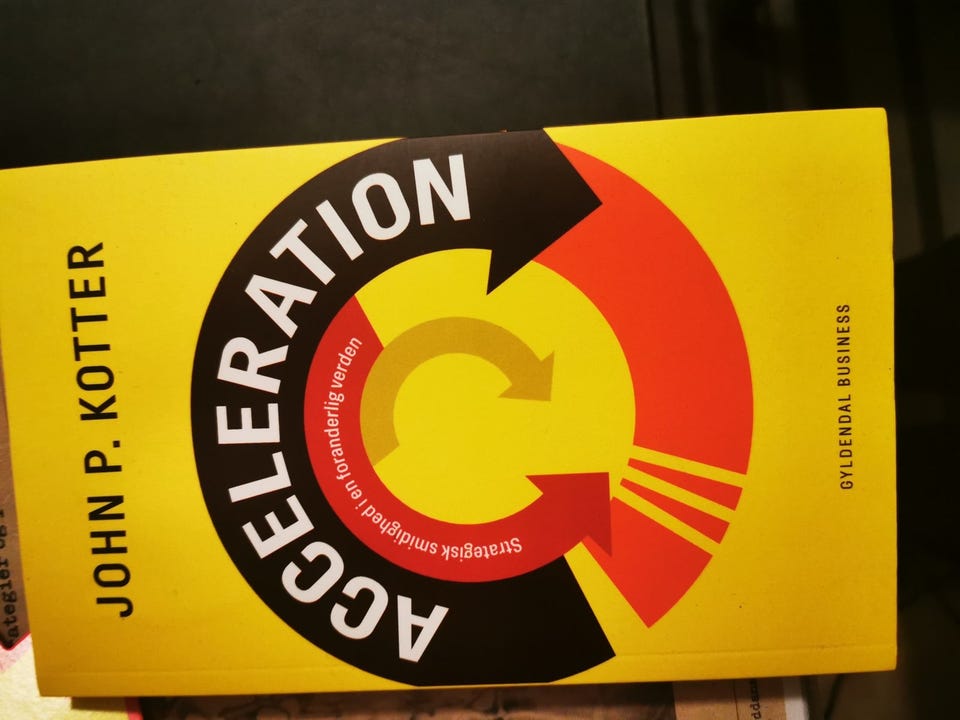 JOHN P. KOTTER
ACCELERATION
Strategisk smidighed i en foranderlig verden
GYLDENDAL BUSINESS